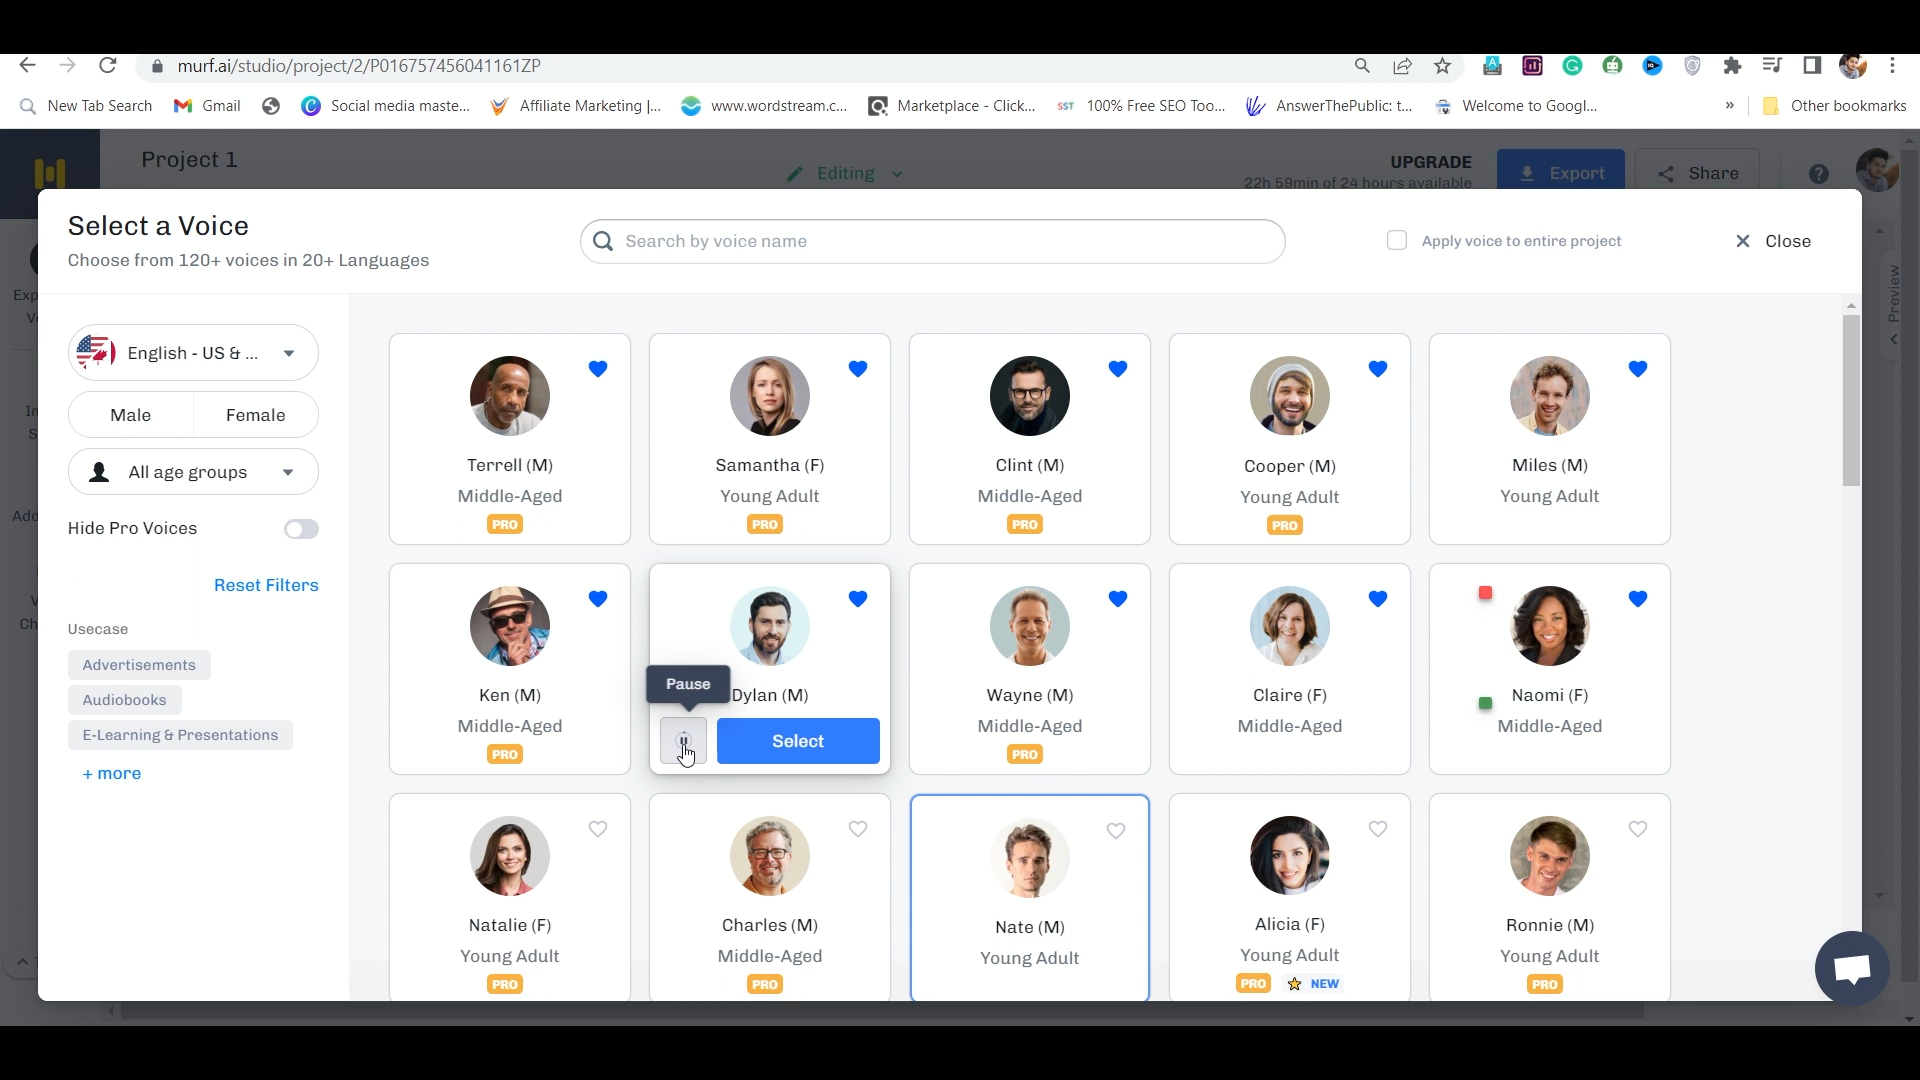 murf.ai/studio/project/2/P016757456041161ZP
New Tab Search
Gmail
Social media maste...
Affiliate Marketing |...
www.wordstream.c...
Marketplace - Click...
SST 100% Free SEO Too...
AnswerThePublic: t...
Welcome to Googl...
»
Other bookmarks
Project 1
Editing
UPGRADE
22h 59min of 24 hours available
Export
Share
Select a Voice
Choose from 120+ voices in 20+ Languages
Search by voice name
Apply voice to entire project
Close
Preview
English - US & ...
Male
Female
All age groups
Hide Pro Voices
Reset Filters
Usecase
Advertisements
Audiobooks
E-Learning & Presentations
+ more
Terrell (M)
Middle-Aged
PRO
Samantha (F)
Young Adult
PRO
Clint (M)
Middle-Aged
PRO
Cooper (M)
Young Adult
PRO
Miles (M)
Young Adult
Ken (M)
Middle-Aged
PRO
Pause
Dylan (M)
Select
Wayne (M)
Middle-Aged
PRO
Claire (F)
Middle-Aged
Naomi (F)
Middle-Aged
Natalie (F)
Young Adult
PRO
Charles (M)
Middle-Aged
PRO
Nate (M)
Young Adult
Alicia (F)
Young Adult
PRO NEW
Ronnie (M)
Young Adult
PRO